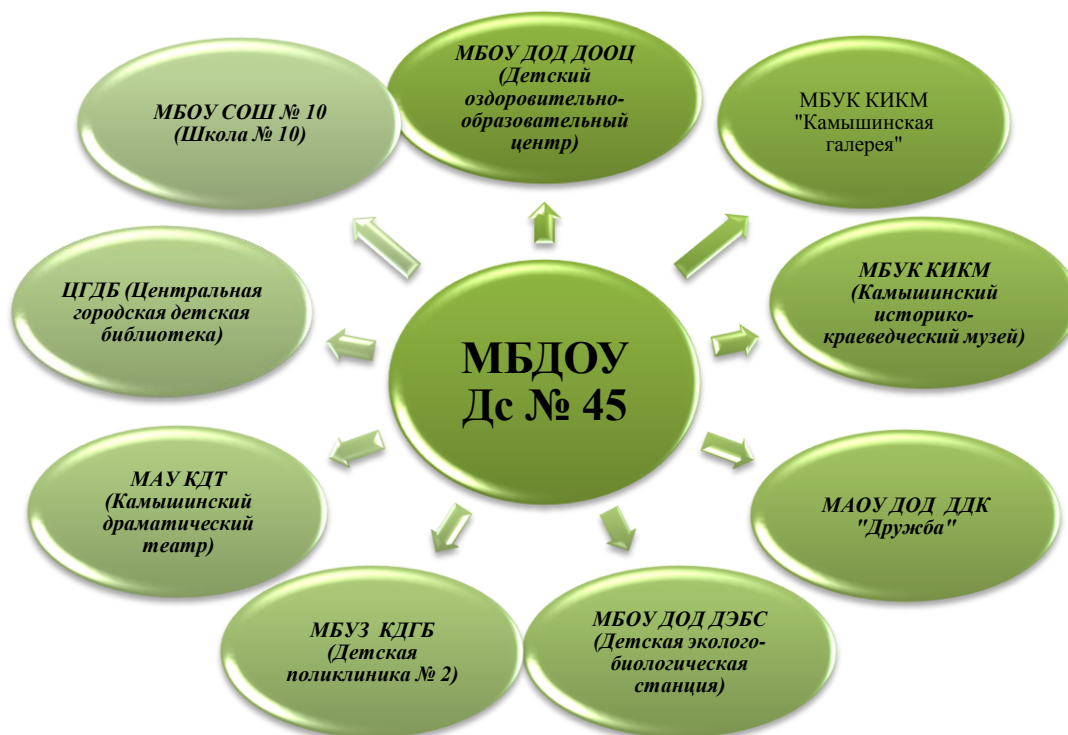 МБОУ ДОД ДООЦ
(Детский
оздоровительно-
образовательный
центр)
МБУК КИКМ
"Камышинская
галерея"
МБУК КИКМ
(Камышинский
историко-
краеведческий музей)
МАОУ ДОД  ДДК
"Дружба"
МБОУ ДОД ДЭБС
(Детская эколого-
биологическая
станция)
МБУЗ  КДГБ
(Детская
поликлиника № 2)
МАУ КДТ
(Камышинский
драматический
театр)
ЦГДБ (Центральная
городская детская
библиотека)
МБОУ СОШ № 10
(Школа № 10)
МБДОУ
Дс № 45